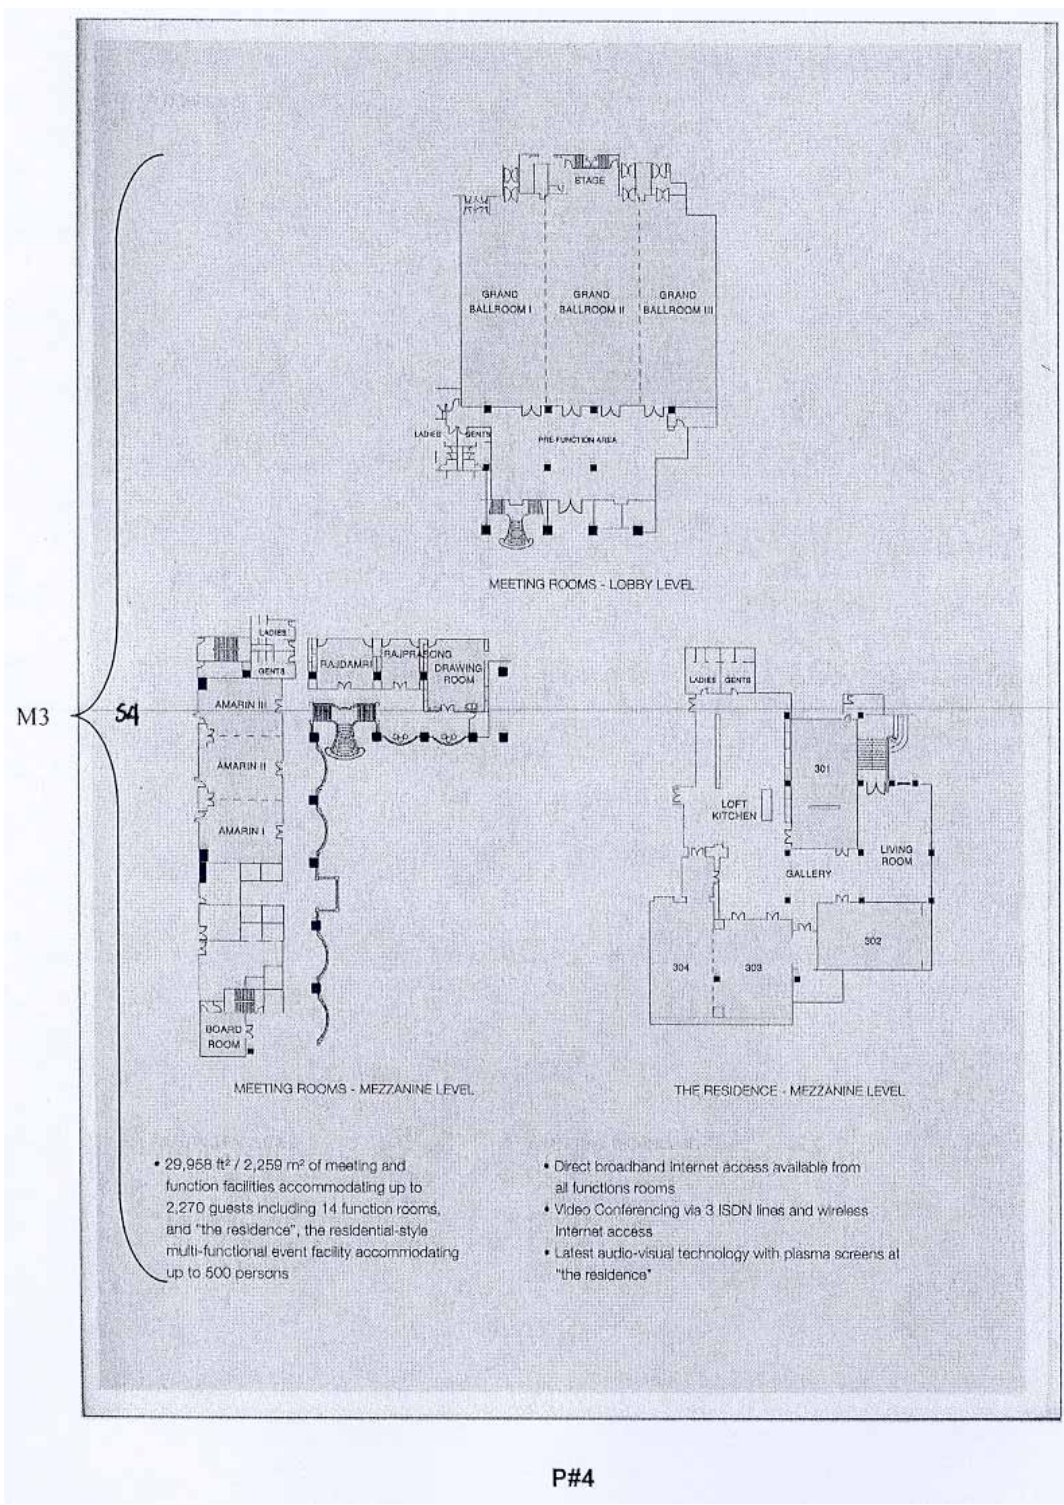 STAGE
GRAND
BALLROOM I
GRAND
BALLROOM II
GRAND
BALLROOM III
LADIES
GENTS
PRE-FUNCTION AREA
MEETING ROOMS - LOBBY LEVEL
LADIES
GENTS
RAJDAMRI
RAJPRASONG
DRAWING
ROOM
M3
S4
AMARIN III
AMARIN II
AMARIN I
BOARD
ROOM
MEETING ROOMS - MEZZANINE LEVEL
LADIES
GENTS
301
LOFT
KITCHEN
LIVING
ROOM
GALLERY
302
304
303
THE RESIDENCE - MEZZANINE LEVEL
• 29,958 ft² / 2,259 m² of meeting and
function facilities accommodating up to
2,270 guests including 14 function rooms,
and "the residence", the residential-style
multi-functional event facility accommodating
up to 500 persons
• Direct broadband Internet access available from
all functions rooms
• Video Conferencing via 3 ISDN lines and wireless
Internet access
• Latest audio-visual technology with plasma screens at
"the residence"
P#4